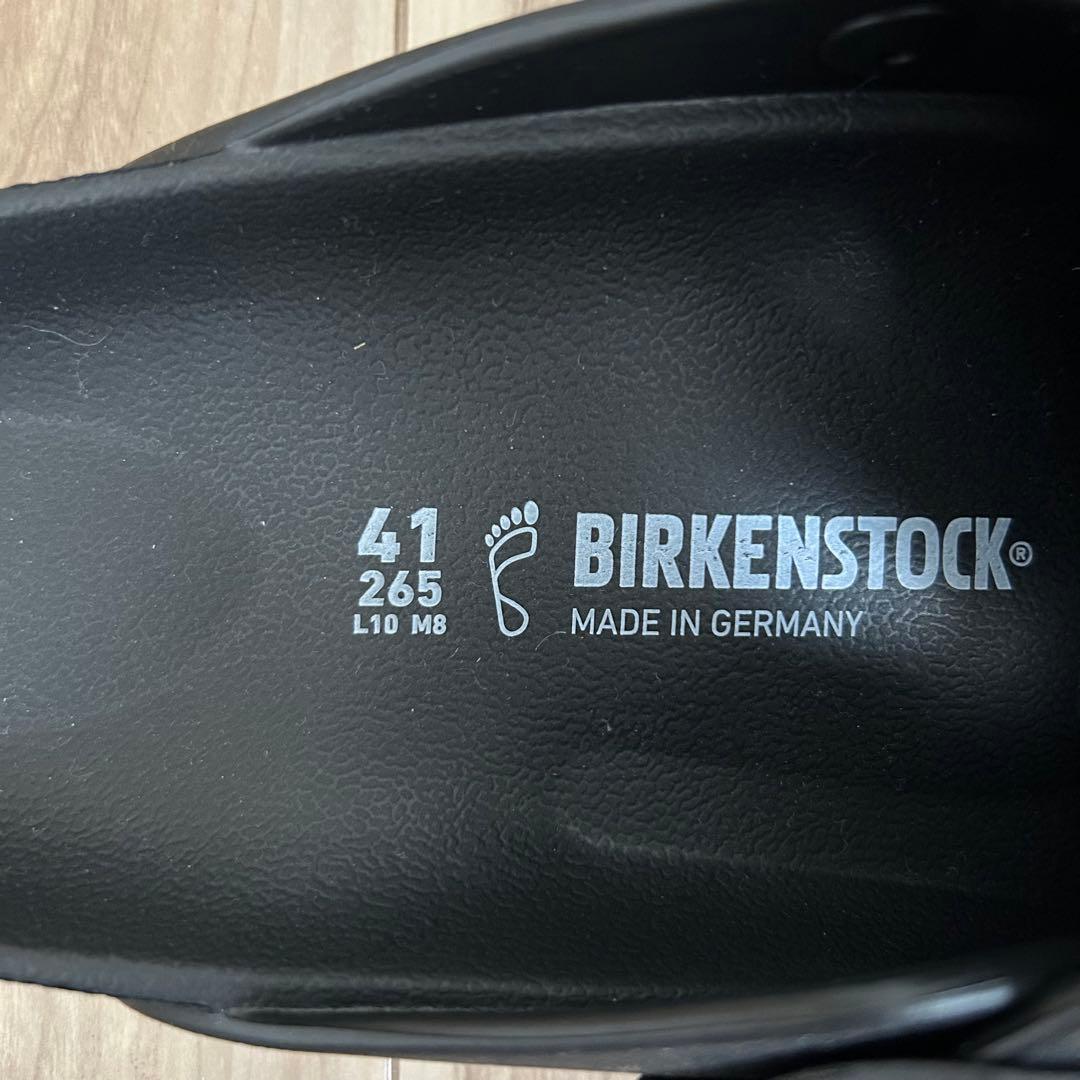 41
265
L10 M8
BIRKENSTOCK®
MADE IN GERMANY